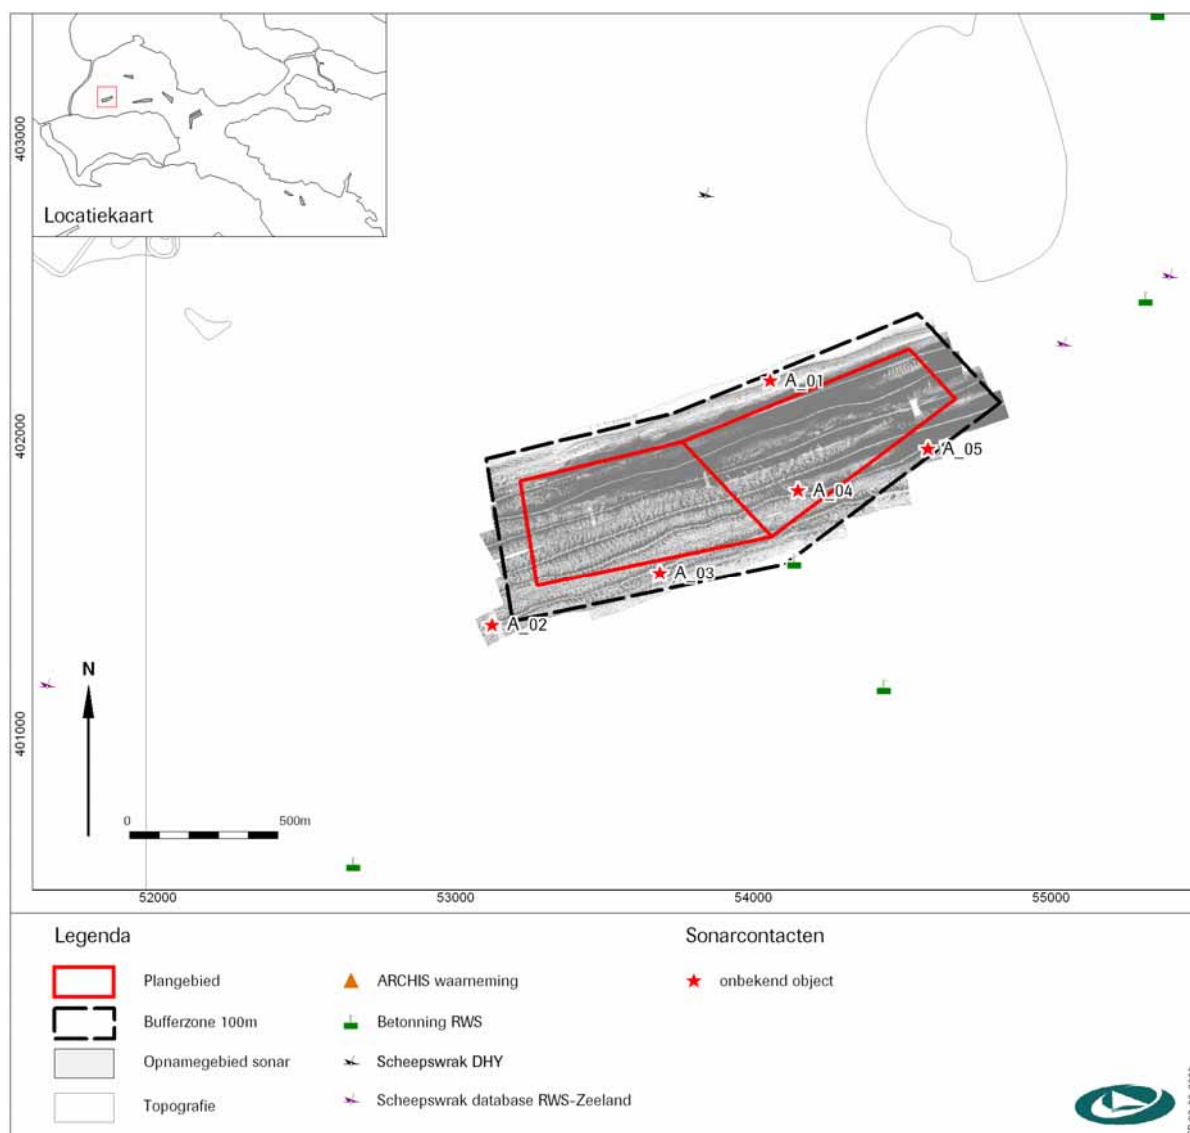 Locatiekaart
403000
402000
401000
A_01
A_05
A_04
A_03
A_02
N
0 500m
52000 53000 54000 55000
Legenda
Plangebied
Bufferzone 100m
Opnamegebied sonar
Topografie
ARCHIS waarneming
Betonning RWS
Scheepswrak DHY
Scheepswrak database RWS-Zeeland
Sonarcontacten
onbekend object